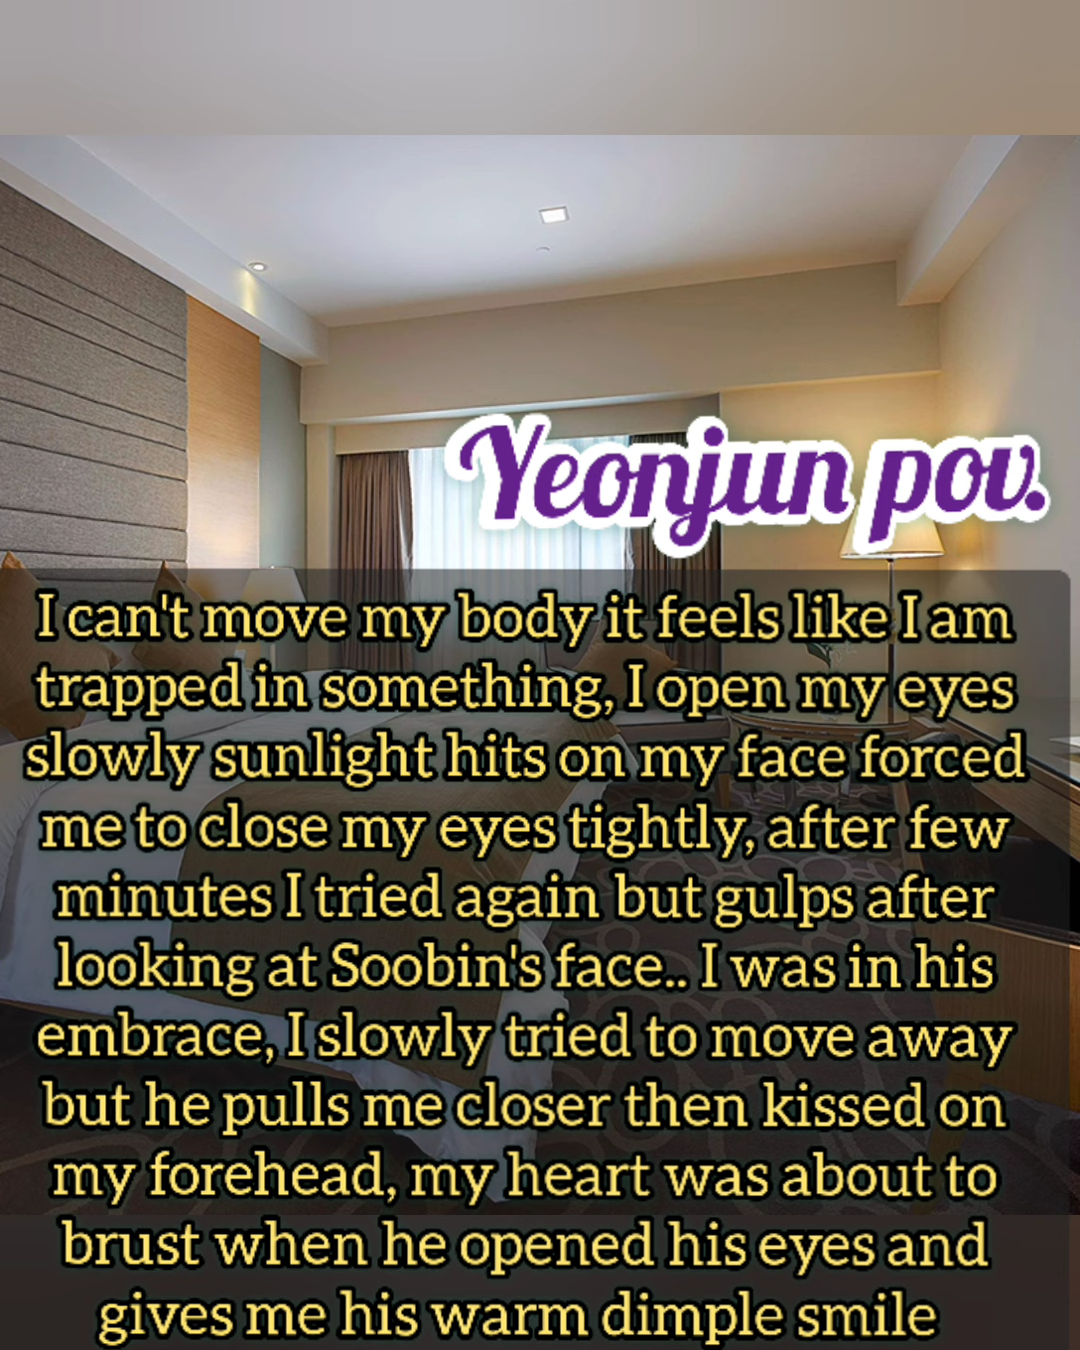 Yeonjun pov.
I can't move my body it feels like I am
trapped in something, I open my eyes
slowly sunlight hits on my face forced
me to close my eyes tightly, after few
minutes I tried again but gulps after
looking at Soobin's face.. I was in his
embrace, I slowly tried to move away
but he pulls me closer then kissed on
my forehead, my heart was about to
brust when he opened his eyes and
gives me his warm dimple smile